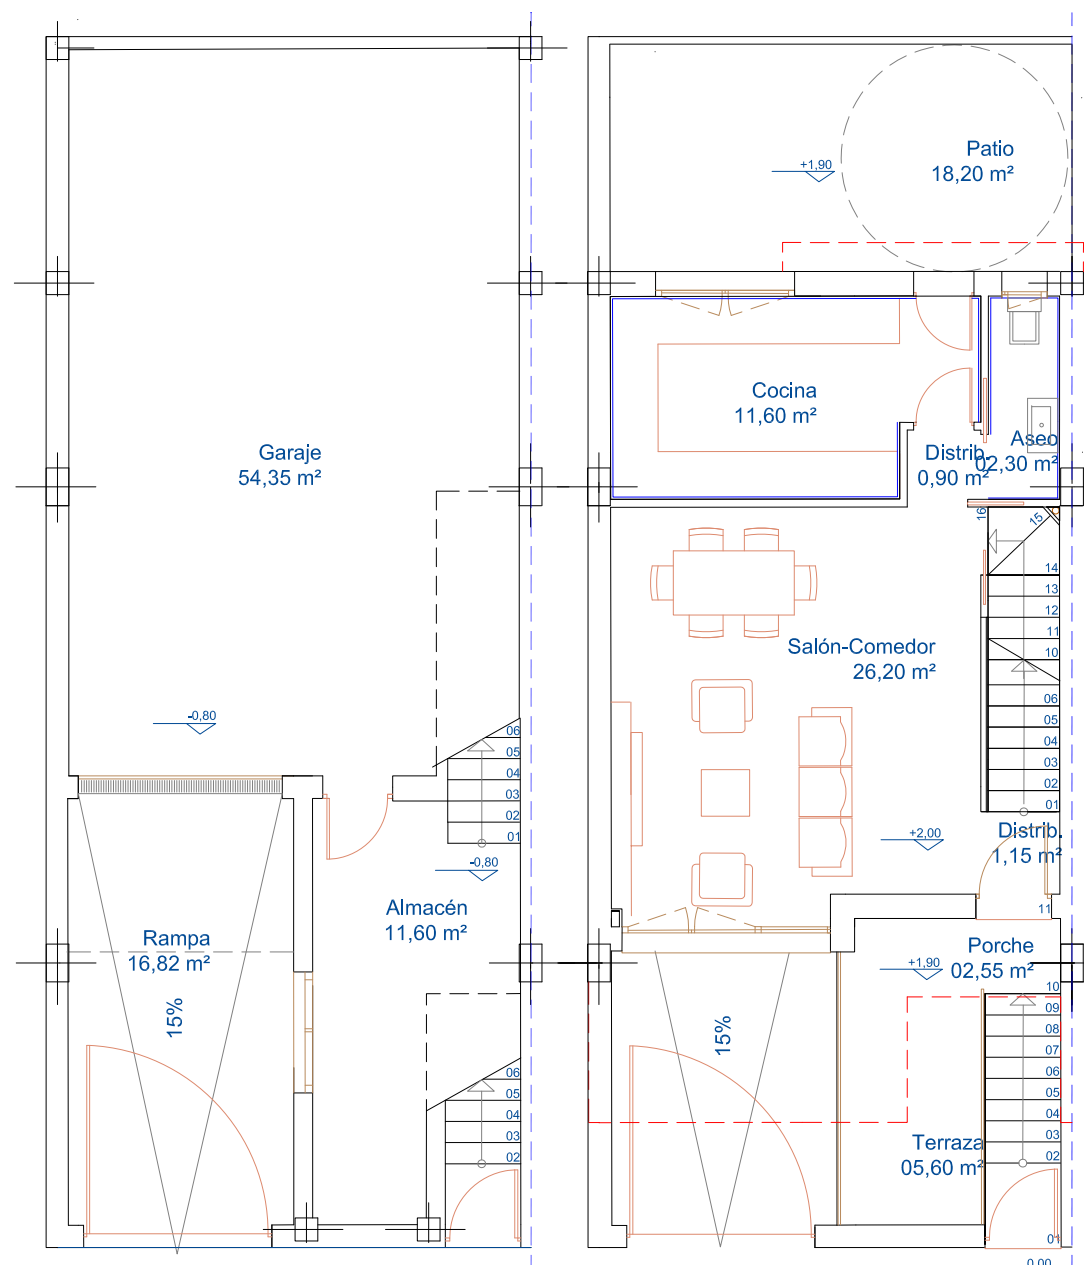 Garaje
54,35 m²
-0,80
06
05
04
03
02
01
-0,80
Almacén
11,60 m²
Rampa
16,82 m²
15%
06
05
04
03
02
Patio
18,20 m²
+1,90
Cocina
11,60 m²
Distrib.
0,90 m²
Aseo
02,30 m²
16
15
14
13
12
11
10
06
05
04
03
02
01
Salón-Comedor
26,20 m²
+2,00
Distrib.
1,15 m²
11
Porche
02,55 m²
+1,90
10
09
08
07
06
05
04
03
02
01
15%
Terraza
05,60 m²
0,00